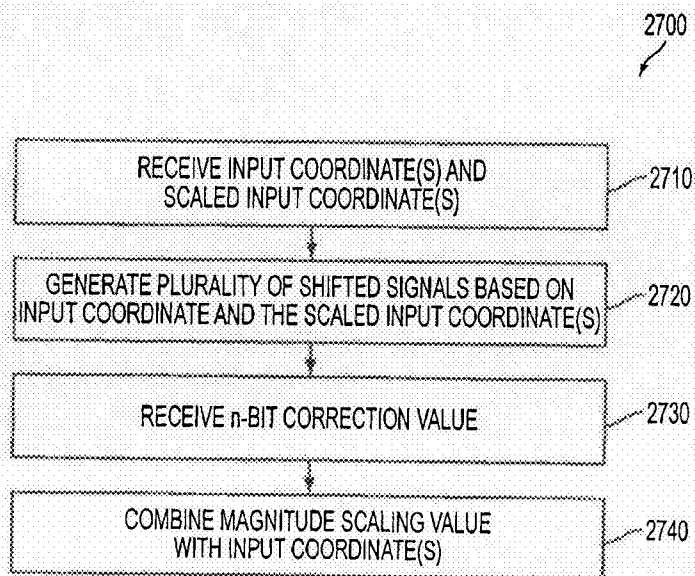 2700
RECEIVE INPUT COORDINATE(S) AND
SCALED INPUT COORDINATE(S)
2710
GENERATE PLURALITY OF SHIFTED SIGNALS BASED ON
INPUT COORDINATE AND THE SCALED INPUT COORDINATE(S)
2720
RECEIVE n-BIT CORRECTION VALUE
2730
COMBINE MAGNITUDE SCALING VALUE
WITH INPUT COORDINATE(S)
2740